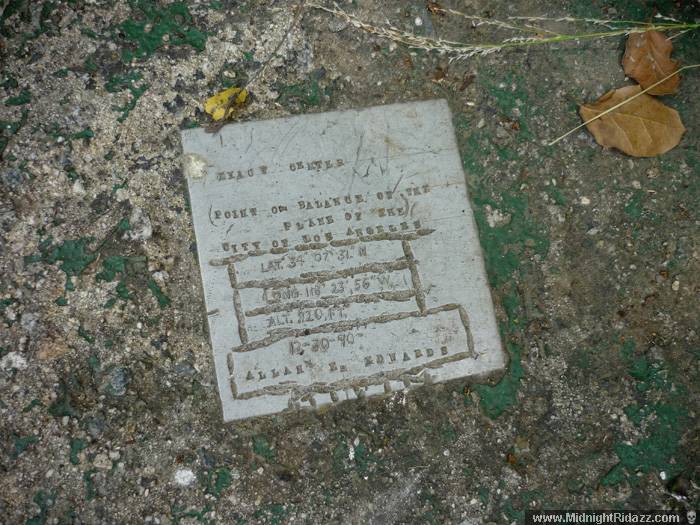 EXACT CENTER
(POINT OF BALANCE OF THE
PLANE OF THE)
CITY OF LOS ANGELES
LAT. 34° 07' 31" N
LONG 118° 23', 56" W.
ALT. 920, FT.
12-30-90
ALLAN E. EDWARDS
www.MidnightRidazz.com